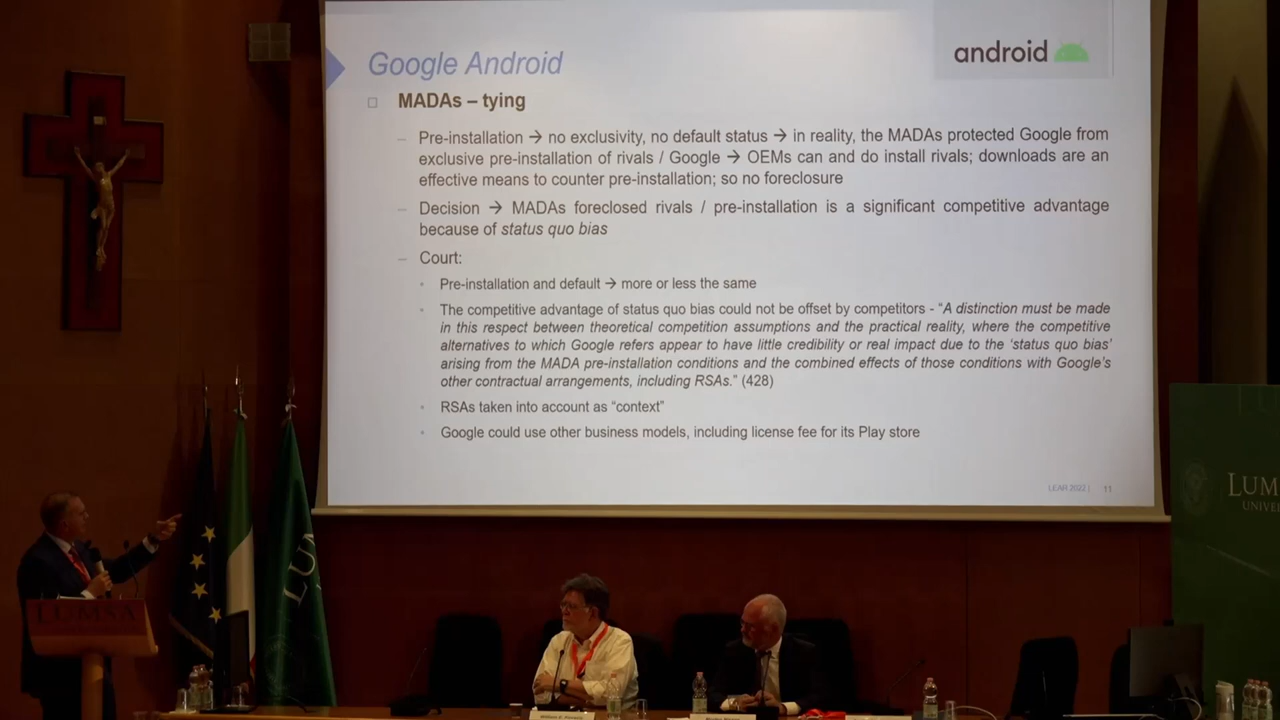 Google Android
android
MADAs – tying
– Pre-installation → no exclusivity, no default status → in reality, the MADAs protected Google from
exclusive pre-installation of rivals / Google → OEMs can and do install rivals; downloads are an
effective means to counter pre-installation; so no foreclosure
– Decision → MADAs foreclosed rivals / pre-installation is a significant competitive advantage
because of status quo bias
– Court:
• Pre-installation and default → more or less the same
• The competitive advantage of status quo bias could not be offset by competitors - “A distinction must be made
in this respect between theoretical competition assumptions and the practical reality, where the competitive
alternatives to which Google refers appear to have little credibility or real impact due to the ‘status quo bias’
arising from the MADA pre-installation conditions and the combined effects of those conditions with Google’s
other contractual arrangements, including RSAs.” (428)
• RSAs taken into account as “context”
• Google could use other business models, including license fee for its Play store
LEAR 2022 | 11
LUM
UNIVE
LU
LUMSA